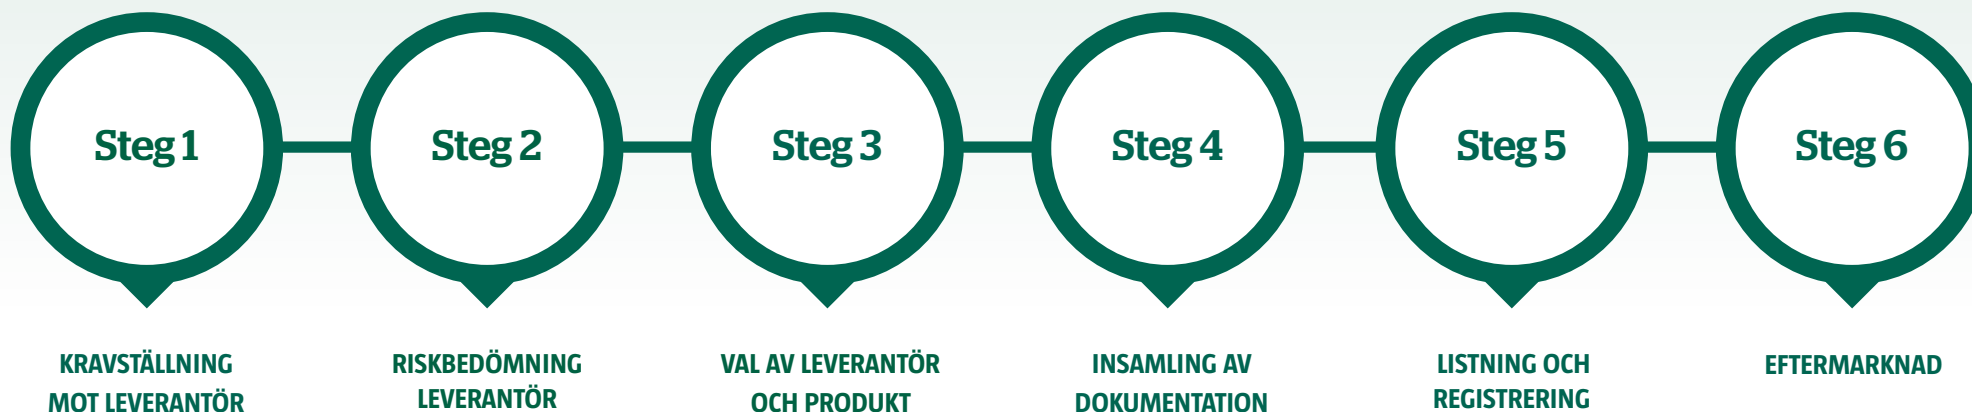 Steg 1
KRAVSTÄLLNING
MOT LEVERANTÖR
Steg 2
RISKBEDÖMNING
LEVERANTÖR
Steg 3
VAL AV LEVERANTÖR
OCH PRODUKT
Steg 4
INSAMLING AV
DOKUMENTATION
Steg 5
LISTNING OCH
REGISTRERING
Steg 6
EFTERMARKNAD